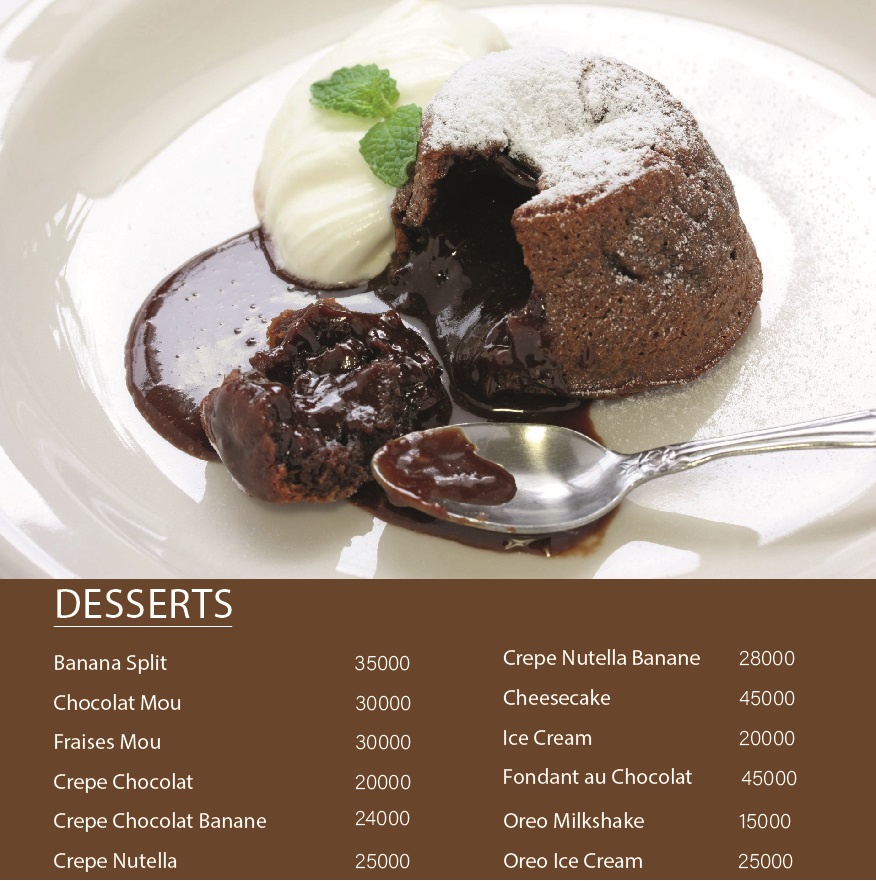 DESSERTS
Banana Split 35000
Chocolat Mou 30000
Fraises Mou 30000
Crepe Chocolat 20000
Crepe Chocolat Banane 24000
Crepe Nutella 25000
Crepe Nutella Banane 28000
Cheesecake 45000
Ice Cream 20000
Fondant au Chocolat 45000
Oreo Milkshake 15000
Oreo Ice Cream 25000